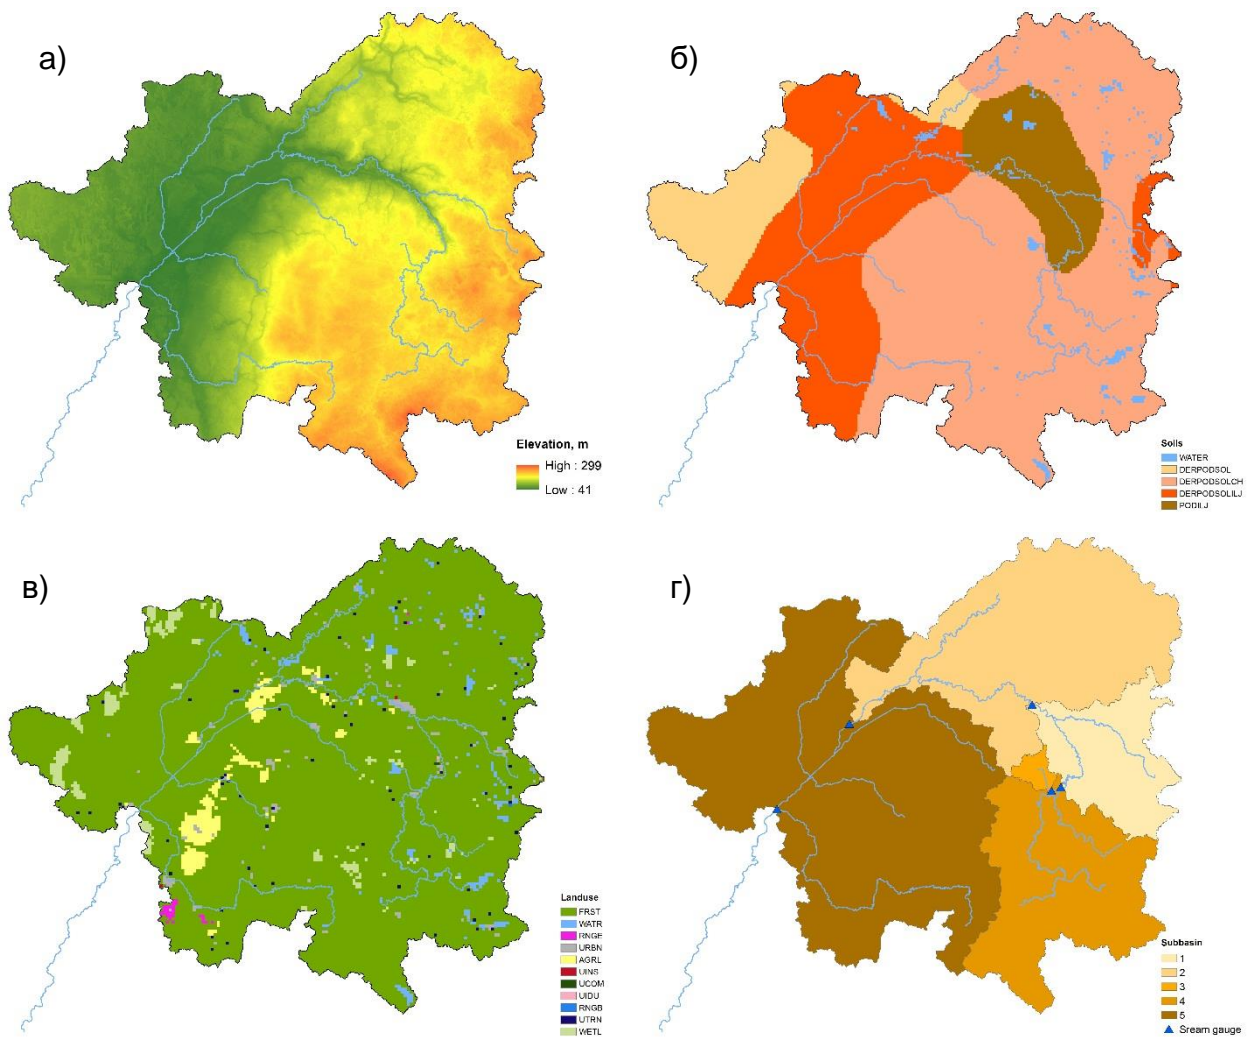 а)
Elevation, m
High : 299
Low : 41
б)
Soils
WATER
DERPODSOL
DERPODSOLCH
DERPODSOLILJ
PODILJ
в)
Landuse
FRST
WATR
RNGE
URBN
AGRL
UINS
UCOM
UIDU
RNGB
UTRN
WETL
г)
Subbasin
1
2
3
4
5
Sream gauge